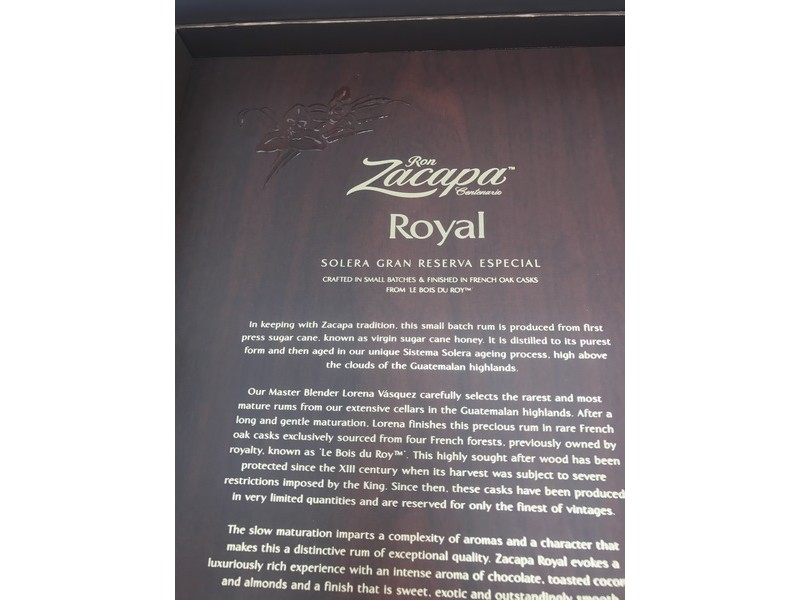 Ron
Zacapa™
Centenario
Royal
SOLERA GRAN RESERVA ESPECIAL
CRAFTED IN SMALL BATCHES & FINISHED IN FRENCH OAK CASKS
FROM 'LE BOIS DU ROY™'
In keeping with Zacapa tradition, this small batch rum is produced from first
press sugar cane, known as virgin sugar cane honey. It is distilled to its purest
form and then aged in our unique Sistema Solera ageing process, high above
the clouds of the Guatemalan highlands.
Our Master Blender Lorena Vásquez carefully selects the rarest and most
mature rums from our extensive cellars in the Guatemalan highlands. After a
long and gentle maturation, Lorena finishes this precious rum in rare French
oak casks exclusively sourced from four French forests, previously owned by
royalty, known as 'Le Bois du Roy™'. This highly sought after wood has been
protected since the XIII century when its harvest was subject to severe
restrictions imposed by the King. Since then, these casks have been produced
in very limited quantities and are reserved for only the finest of vintages.
The slow maturation imparts a complexity of aromas and a character that
makes this a distinctive rum of exceptional quality. Zacapa Royal evokes a
luxuriously rich experience with an intense aroma of chocolate, toasted
and almonds and a finish that is sweet, exotic and outstandingly smooth